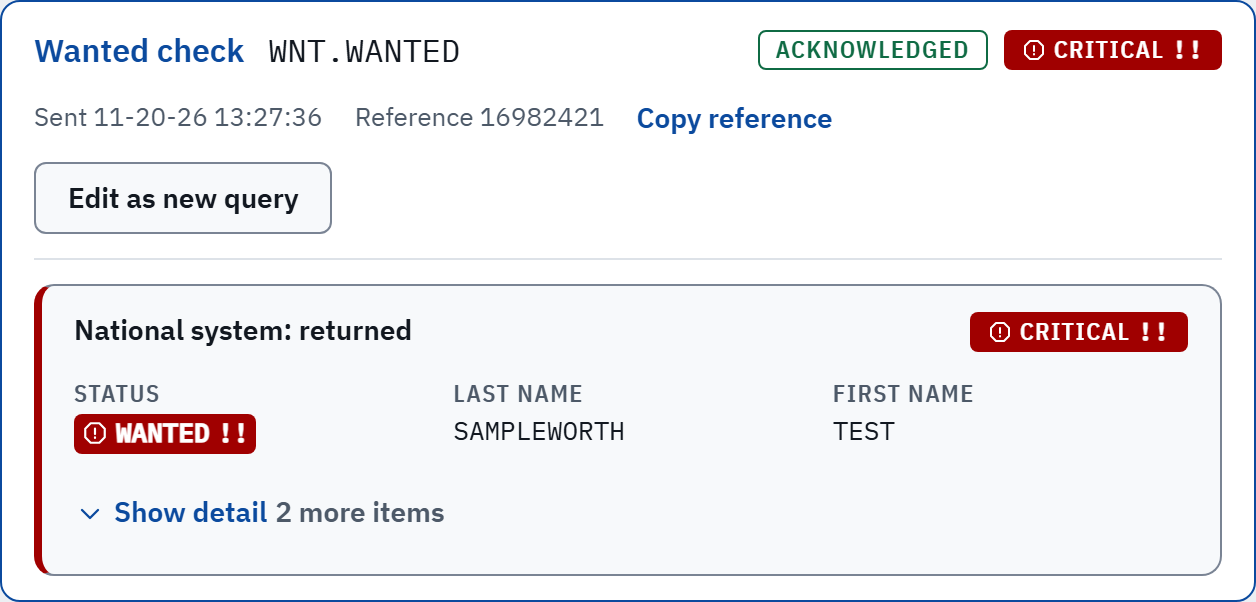 Wanted check WNT.WANTED ACKNOWLEDGED CRITICAL !!
Sent 11-20-26 13:27:36 Reference 16982421 Copy reference
Edit as new query
National system: returned CRITICAL !!
STATUS LAST NAME FIRST NAME
WANTED !! SAMPLEWORTH TEST
Show detail 2 more items